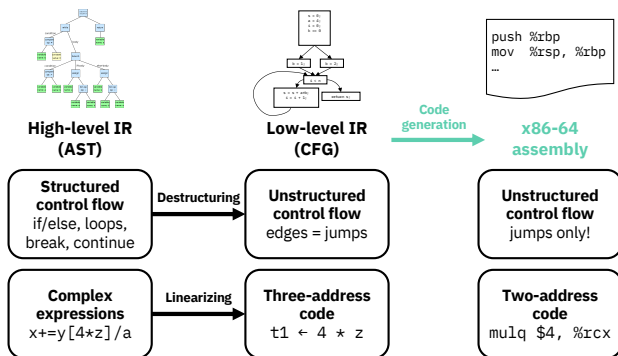 push %rbp
mov %rsp, %rbp
…
High-level IR
(AST)
Low-level IR
(CFG)
Code
generation
x86-64
assembly
Structured
control flow
if/else, loops,
break, continue
Destructuring
Unstructured
control flow
edges = jumps
Unstructured
control flow
jumps only!
Complex
expressions
x+=y[4*z]/a
Linearizing
Three-address
code
t1 ← 4 * z
Two-address
code
mulq $4, %rcx